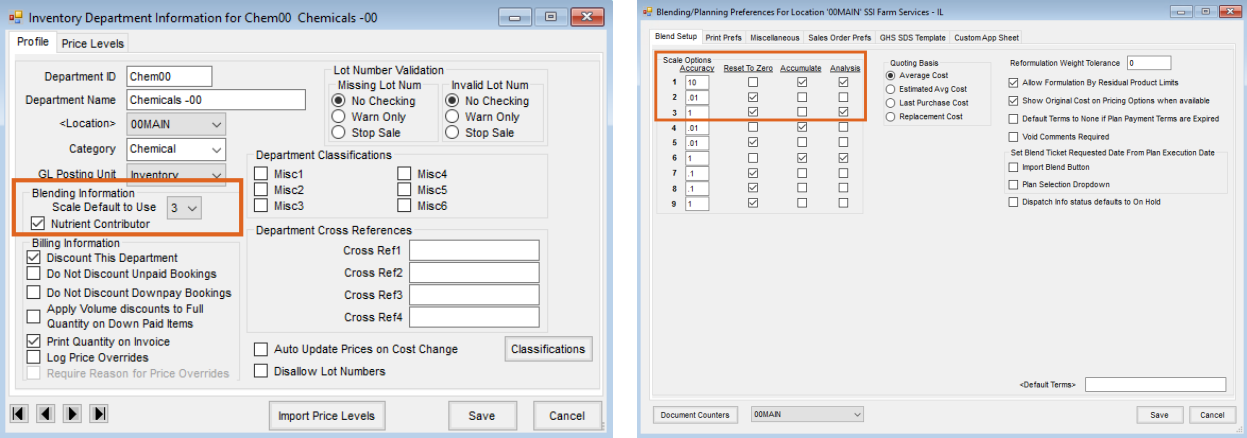 Inventory Department Information for Chem00 Chemicals -00
Profile Price Levels
Department ID Chem00
Department Name Chemicals -00
<Location> 00MAIN
Category Chemical
GL Posting Unit Inventory
Blending Information
Scale Default to Use 3
Nutrient Contributor
Billing Information
Discount This Department
Do Not Discount Unpaid Bookings
Do Not Discount Downpay Bookings
Apply Volume discounts to Full
Quantity on Down Paid Items
Print Quantity on Invoice
Log Price Overrides
Require Reason for Price Overrides
Lot Number Validation
Missing Lot Num
No Checking
Warn Only
Stop Sale
Invalid Lot Num
No Checking
Warn Only
Stop Sale
Department Classifications
Misc1 Misc4
Misc2 Misc5
Misc3 Misc6
Department Cross References
Cross Ref1
Cross Ref2
Cross Ref3
Cross Ref4
Auto Update Prices on Cost Change
Disallow Lot Numbers
Classifications
Import Price Levels Save Cancel
Blending/Planning Preferences For Location '00MAIN' SSI Farm Services - IL
Blend Setup Print Prefs Miscellaneous Sales Order Prefs GHS SDS Template Custom App Sheet
Scale Options
Accuracy Reset To Zero Accumulate Analysis
1 10
2 .01
3 1
4 .01
5 .01
6 1
7 .1
8 .1
9 1
Quoting Basis
Average Cost
Estimated Avg Cost
Last Purchase Cost
Replacement Cost
Reformulation Weight Tolerance 0
Allow Formulation By Residual Product Limits
Show Original Cost on Pricing Options when available
Default Terms to None if Plan Payment Terms are Expired
Void Comments Required
Set Blend Ticket Requested Date From Plan Execution Date
Import Blend Button
Plan Selection Dropdown
Dispatch Info status defaults to On Hold
<Default Terms>
Document Counters 00MAIN Save Cancel